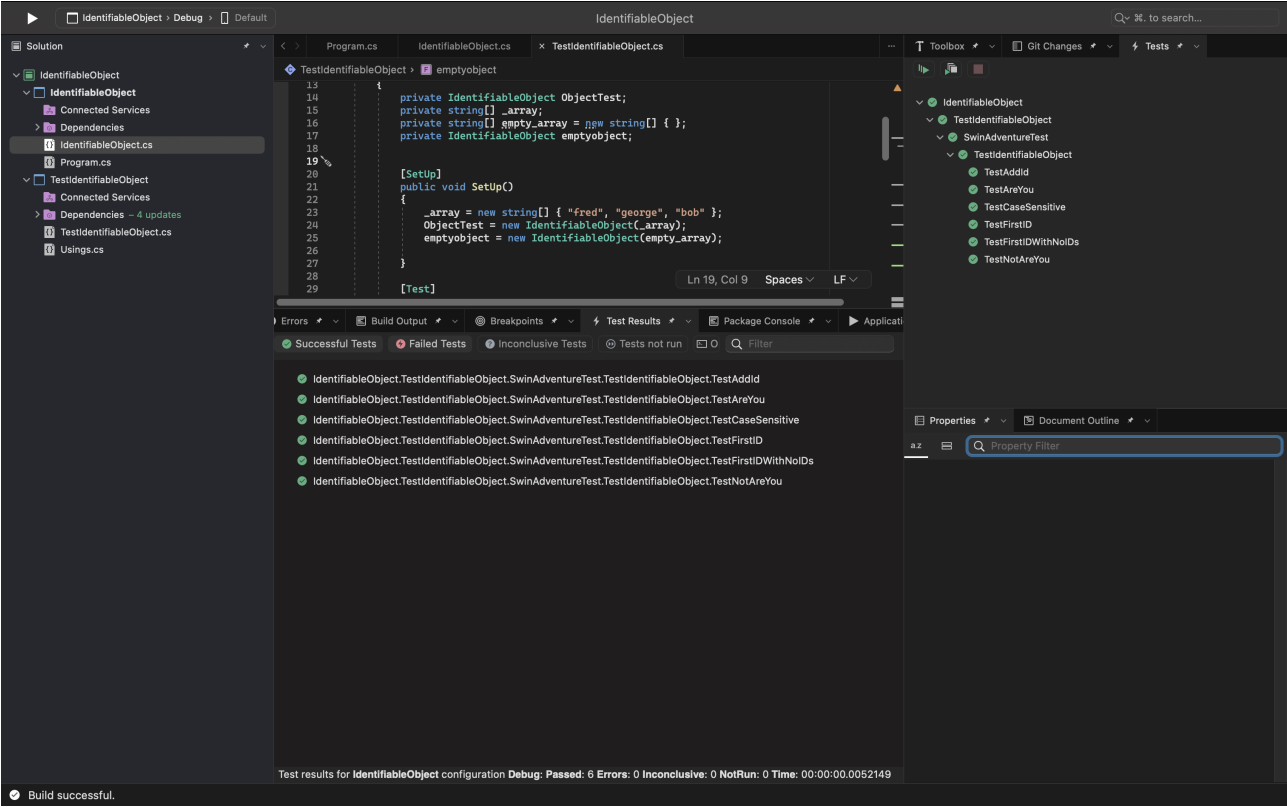 IdentifiableObject › Debug › Default
IdentifiableObject
⌘. to search...
Solution
IdentifiableObject
IdentifiableObject
Connected Services
Dependencies
IdentifiableObject.cs
Program.cs
TestIdentifiableObject
Connected Services
Dependencies – 4 updates
TestIdentifiableObject.cs
Usings.cs
Program.cs
IdentifiableObject.cs
× TestIdentifiableObject.cs
TestIdentifiableObject › emptyobject
13 {
14 private IdentifiableObject ObjectTest;
15 private string[] _array;
16 private string[] empty_array = new string[] { };
17 private IdentifiableObject emptyobject;
18
19
20 [SetUp]
21 public void SetUp()
22 {
23 _array = new string[] { "fred", "george", "bob" };
24 ObjectTest = new IdentifiableObject(_array);
25 emptyobject = new IdentifiableObject(empty_array);
26
27 }
28
29 [Test]
Ln 19, Col 9 Spaces LF
Errors
Build Output
Breakpoints
Test Results
Package Console
Applicati
Successful Tests
Failed Tests
Inconclusive Tests
Tests not run
O
Filter
IdentifiableObject.TestIdentifiableObject.SwinAdventureTest.TestIdentifiableObject.TestAddId
IdentifiableObject.TestIdentifiableObject.SwinAdventureTest.TestIdentifiableObject.TestAreYou
IdentifiableObject.TestIdentifiableObject.SwinAdventureTest.TestIdentifiableObject.TestCaseSensitive
IdentifiableObject.TestIdentifiableObject.SwinAdventureTest.TestIdentifiableObject.TestFirstID
IdentifiableObject.TestIdentifiableObject.SwinAdventureTest.TestIdentifiableObject.TestFirstIDWithNoIDs
IdentifiableObject.TestIdentifiableObject.SwinAdventureTest.TestIdentifiableObject.TestNotAreYou
Test results for IdentifiableObject configuration Debug: Passed: 6 Errors: 0 Inconclusive: 0 NotRun: 0 Time: 00:00:00.0052149
Toolbox
Git Changes
Tests
IdentifiableObject
TestIdentifiableObject
SwinAdventureTest
TestIdentifiableObject
TestAddId
TestAreYou
TestCaseSensitive
TestFirstID
TestFirstIDWithNoIDs
TestNotAreYou
Properties
Document Outline
az
Property Filter
Build successful.